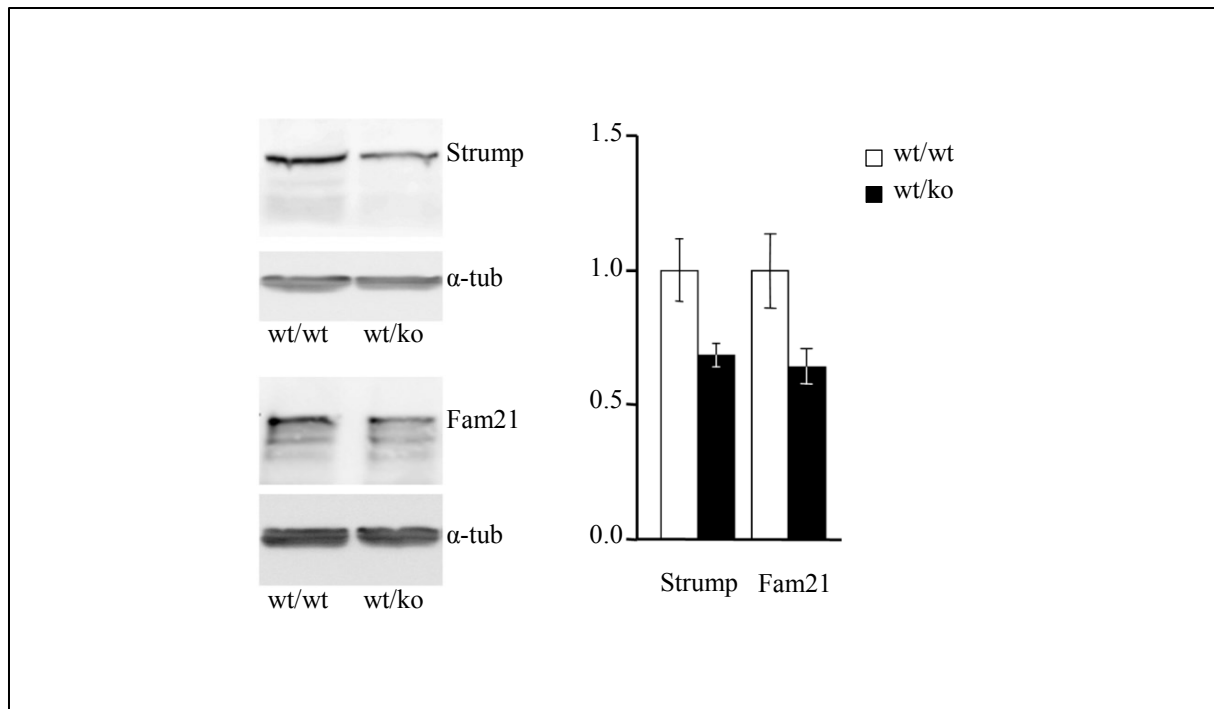 Strump
α-tub
wt/wt wt/ko
Fam21
α-tub
wt/wt wt/ko
1.5
1.0
0.5
0.0
Strump Fam21
wt/wt
wt/ko